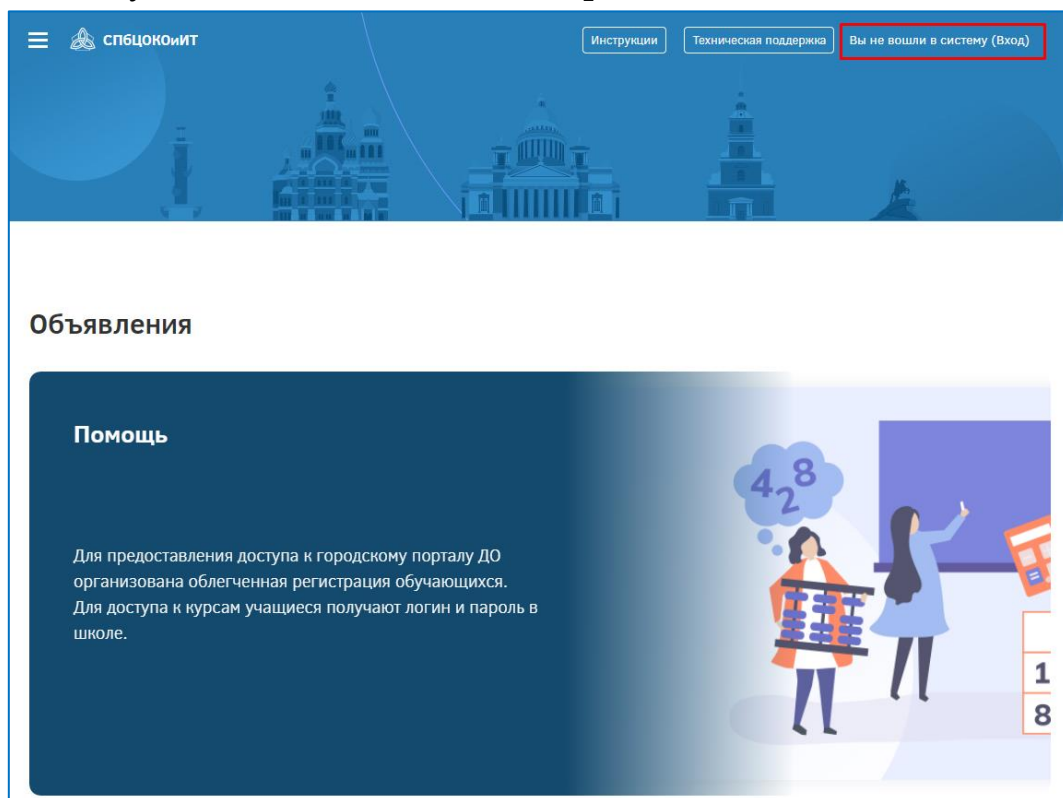 СПбЦОКОиИТ
Инструкции
Техническая поддержка
Вы не вошли в систему (Вход)
Объявления
Помощь
Для предоставления доступа к городскому порталу ДО
организована облегченная регистрация обучающихся.
Для доступа к курсам учащиеся получают логин и пароль в
школе.
4 2 8
1
8